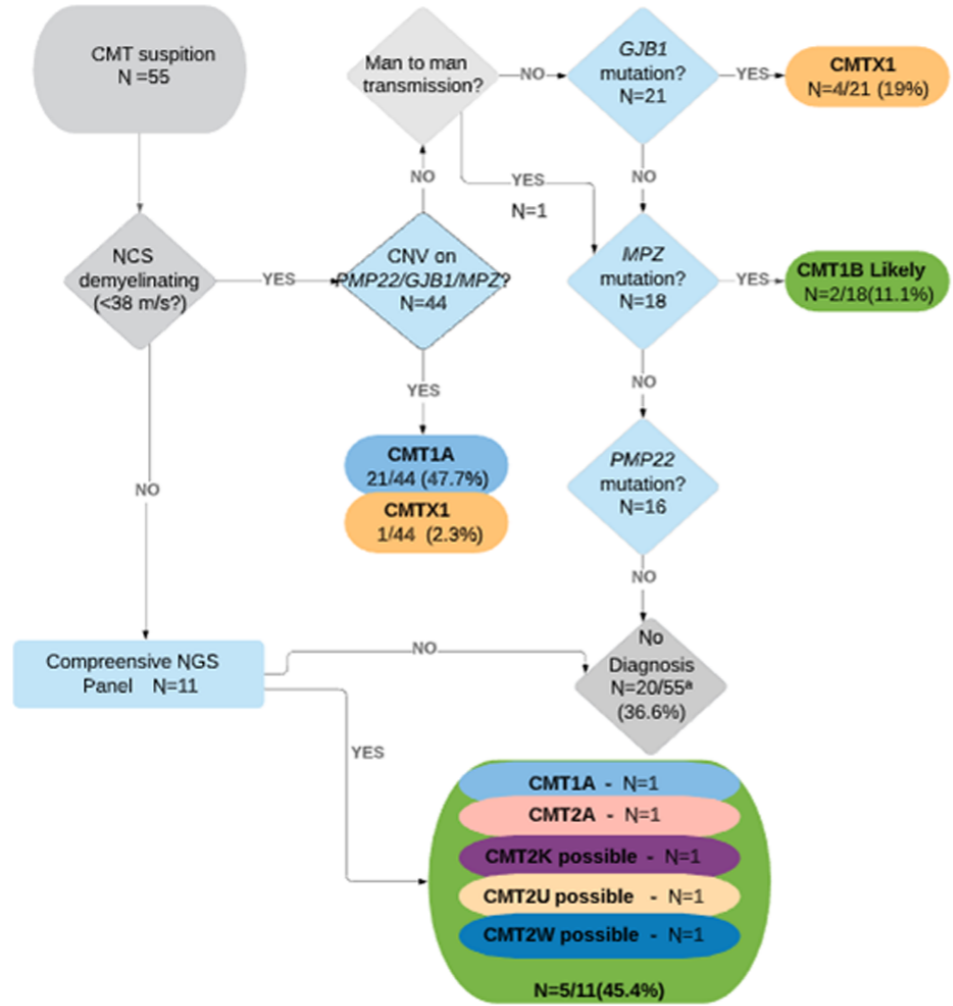 CMT suspition
N =55
NCS
demyelinating
(<38 m/s?)
YES
NO
CNV on
PMP22/GJB1/MPZ?
N=44
NO
YES
CMT1A
21/44 (47.7%)
CMTX1
1/44 (2.3%)
Man to man
transmission?
NO
YES
N=1
GJB1
mutation?
N=21
YES
CMTX1
N=4/21 (19%)
NO
MPZ
mutation?
N=18
YES
CMT1B Likely
N=2/18(11.1%)
NO
PMP22
mutation?
N=16
NO
No
Diagnosis
N=20/55ª
(36.6%)
Compreensive NGS
Panel N=11
NO
YES
CMT1A - N=1
CMT2A - N=1
CMT2K possible - N=1
CMT2U possible - N=1
CMT2W possible - N=1
N=5/11(45.4%)